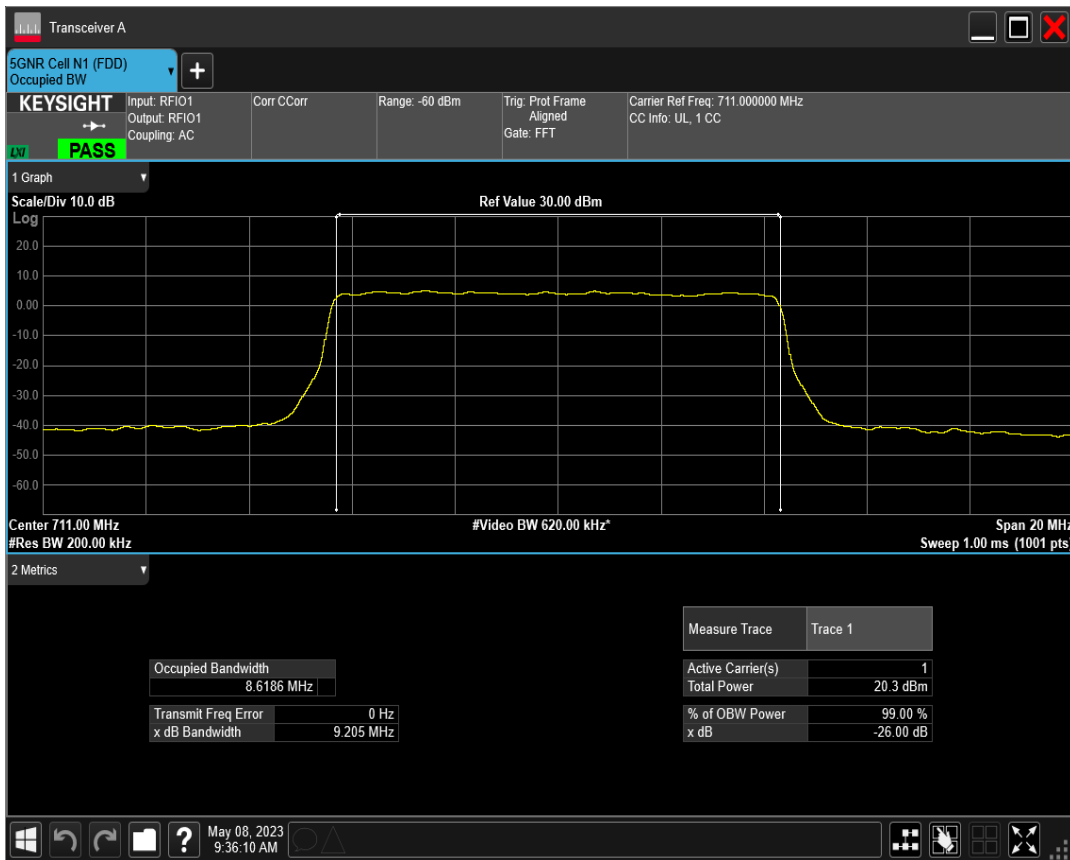 Transceiver A
5GNR Cell N1 (FDD)
Occupied BW
+
KEYSIGHT
LXI
PASS
Input: RFIO1
Output: RFIO1
Coupling: AC
Corr CCorr
Range: -60 dBm
Trig: Prot Frame
Aligned
Gate: FFT
Carrier Ref Freq: 711.000000 MHz
CC Info: UL, 1 CC
1 Graph
Scale/Div 10.0 dB
Ref Value 30.00 dBm
Log
20.0
10.0
0.00
-10.0
-20.0
-30.0
-40.0
-50.0
-60.0
Center 711.00 MHz
#Video BW 620.00 kHz*
Span 20 MHz
#Res BW 200.00 kHz
Sweep 1.00 ms (1001 pts)
2 Metrics
Measure Trace Trace 1
Occupied Bandwidth
8.6186 MHz
Active Carrier(s) 1
Total Power 20.3 dBm
Transmit Freq Error 0 Hz
x dB Bandwidth 9.205 MHz
% of OBW Power 99.00 %
x dB -26.00 dB
?
May 08, 2023
9:36:10 AM